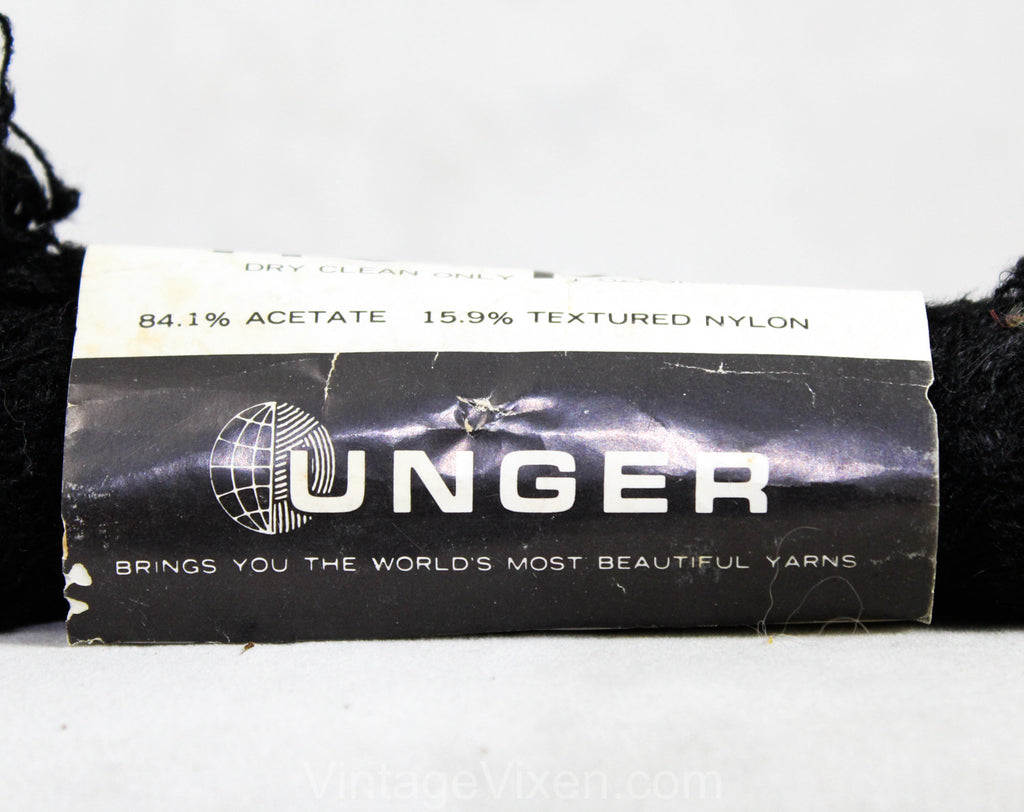 DRY CLEAN ONLY
84.1% ACETATE 15.9% TEXTURED NYLON
UNGER
BRINGS YOU THE WORLD'S MOST BEAUTIFUL YARNS
VintageVixen.com